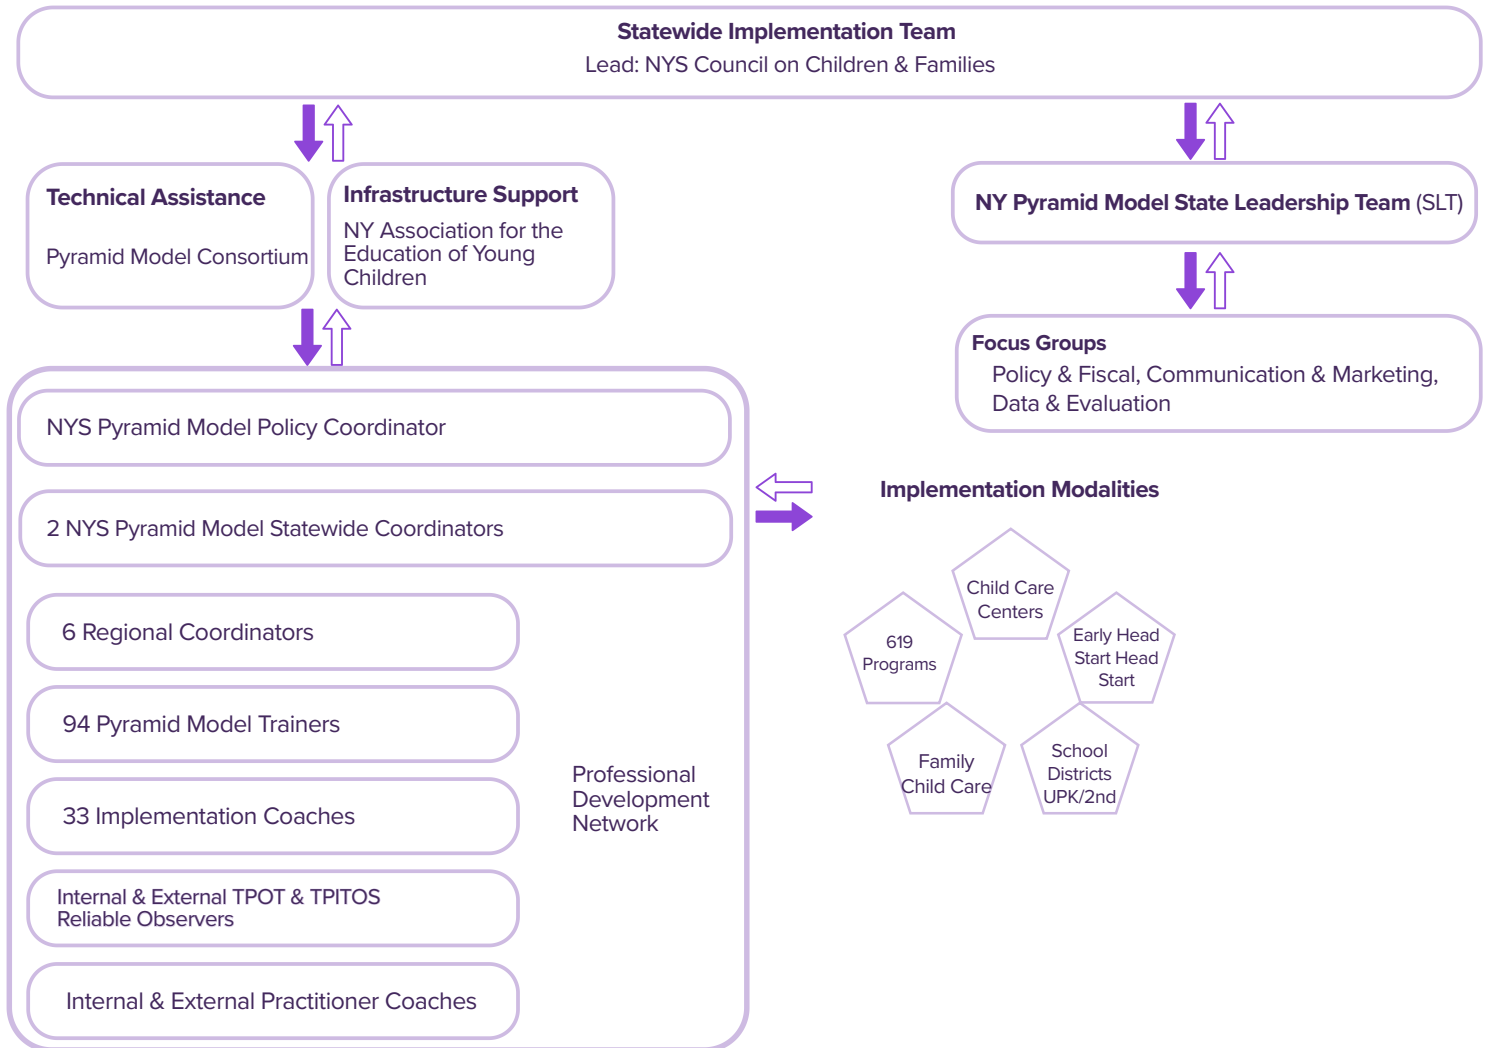 Statewide Implementation Team
Lead: NYS Council on Children & Families
Technical Assistance
Pyramid Model Consortium
Infrastructure Support
NY Association for the
Education of Young
Children
NY Pyramid Model State Leadership Team (SLT)
Focus Groups
Policy & Fiscal, Communication & Marketing,
Data & Evaluation
NYS Pyramid Model Policy Coordinator
2 NYS Pyramid Model Statewide Coordinators
6 Regional Coordinators
94 Pyramid Model Trainers
33 Implementation Coaches
Internal & External TPOT & TPITOS
Reliable Observers
Internal & External Practitioner Coaches
Professional
Development
Network
Implementation Modalities
Child Care
Centers
619
Programs
Early Head
Start Head
Start
Family
Child Care
School
Districts
UPK/2nd